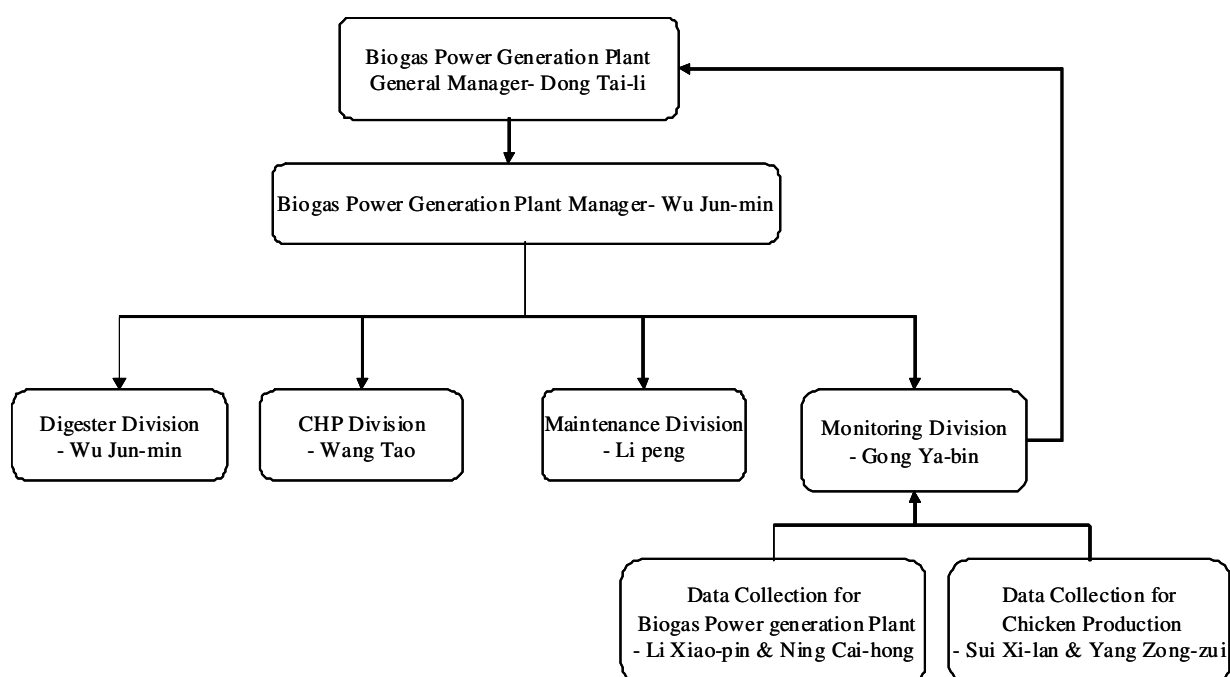 Biogas Power Generation Plant
General Manager- Dong Tai-li
Biogas Power Generation Plant Manager- Wu Jun-min
Digester Division
- Wu Jun-min
CHP Division
- Wang Tao
Maintenance Division
- Li peng
Monitoring Division
- Gong Ya-bin
Data Collection for
Biogas Power generation Plant
- Li Xiao-pin & Ning Cai-hong
Data Collection for
Chicken Production
- Sui Xi-lan & Yang Zong-zui